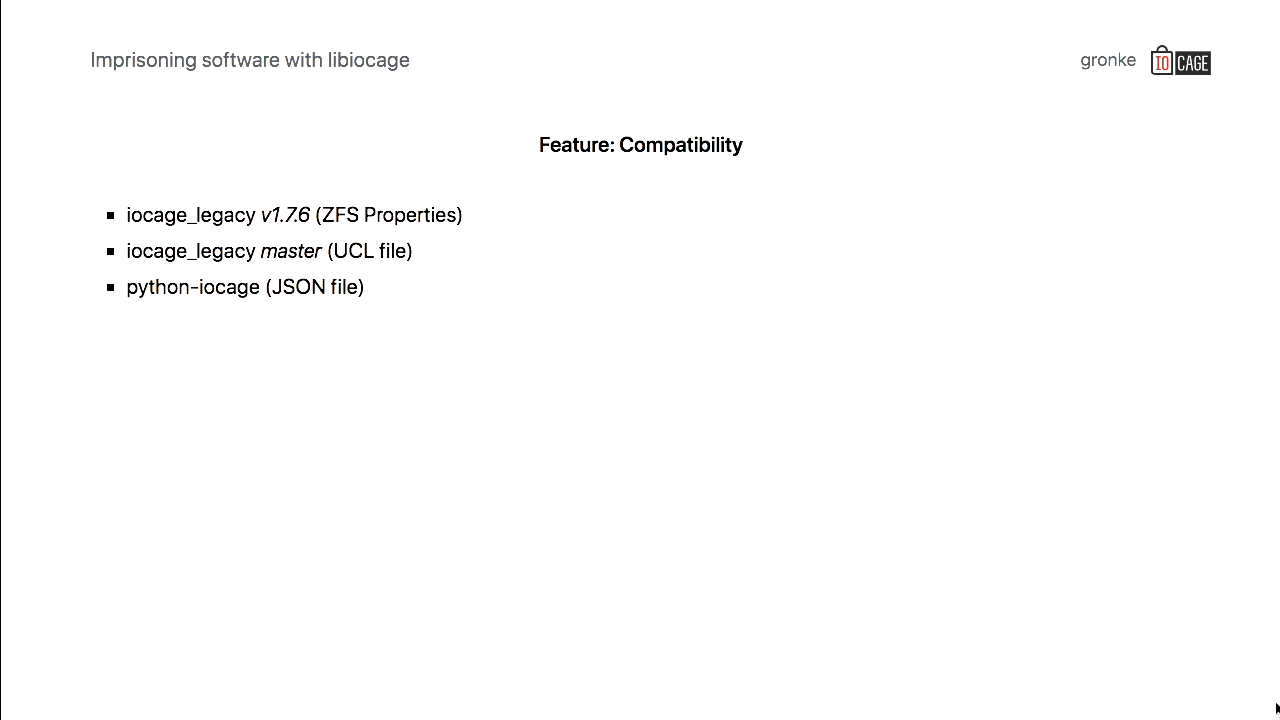 Imprisoning software with libiocage
gronke IO CAGE
Feature: Compatibility
iocage_legacy v1.7.6 (ZFS Properties)
iocage_legacy master (UCL file)
python-iocage (JSON file)